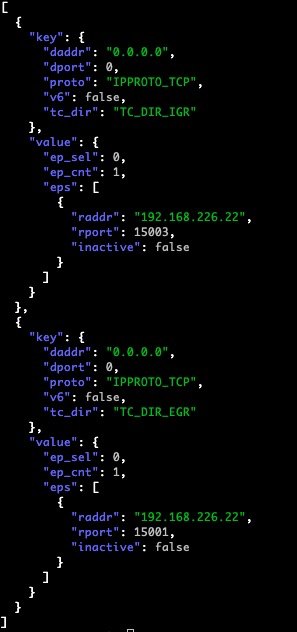 [
  {
    "key": {
      "daddr": "0.0.0.0",
      "dport": 0,
      "proto": "IPPROTO_TCP",
      "v6": false,
      "tc_dir": "TC_DIR_IGR"
    },
    "value": {
      "ep_sel": 0,
      "ep_cnt": 1,
      "eps": [
        {
          "raddr": "192.168.226.22",
          "rport": 15003,
          "inactive": false
        }
      ]
    }
  },
  {
    "key": {
      "daddr": "0.0.0.0",
      "dport": 0,
      "proto": "IPPROTO_TCP",
      "v6": false,
      "tc_dir": "TC_DIR_EGR"
    },
    "value": {
      "ep_sel": 0,
      "ep_cnt": 1,
      "eps": [
        {
          "raddr": "192.168.226.22",
          "rport": 15001,
          "inactive": false
        }
      ]
    }
  }
]